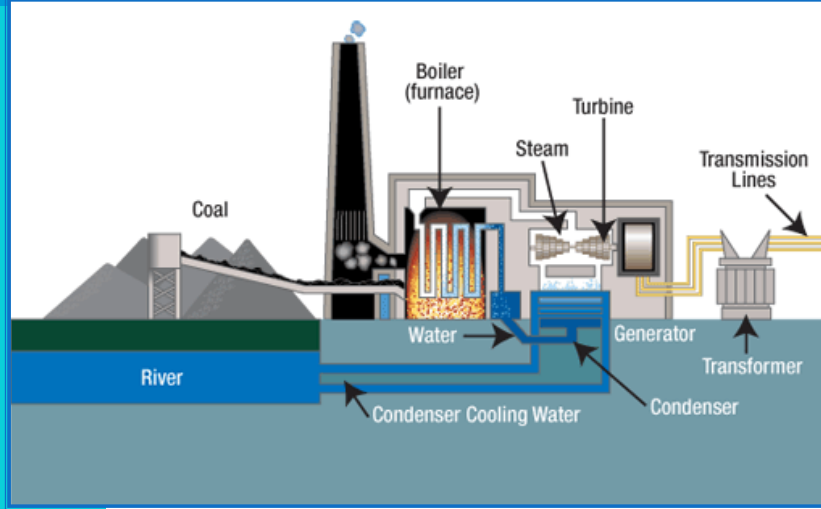 Boiler
(furnace)
Turbine
Steam
Transmission
Lines
Coal
Water
Generator
River
Transformer
Condenser Cooling Water
Condenser